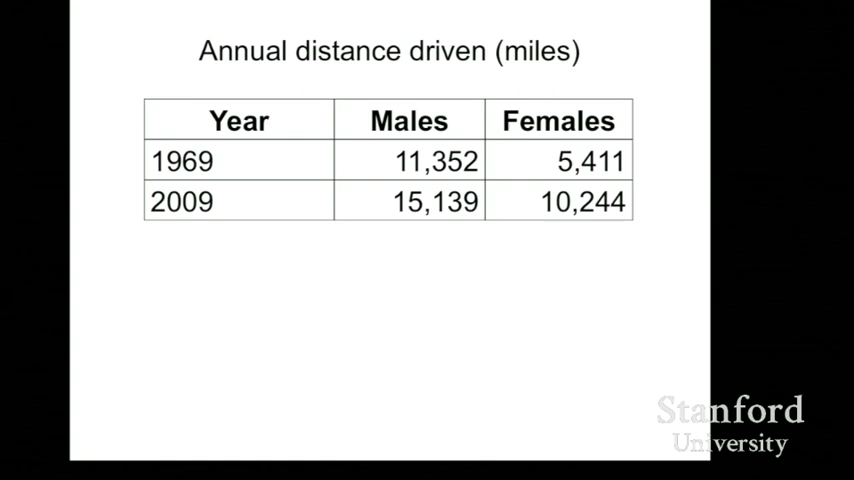 Annual distance driven (miles)
Year Males Females
1969 11,352 5,411
2009 15,139 10,244
Stanford
University